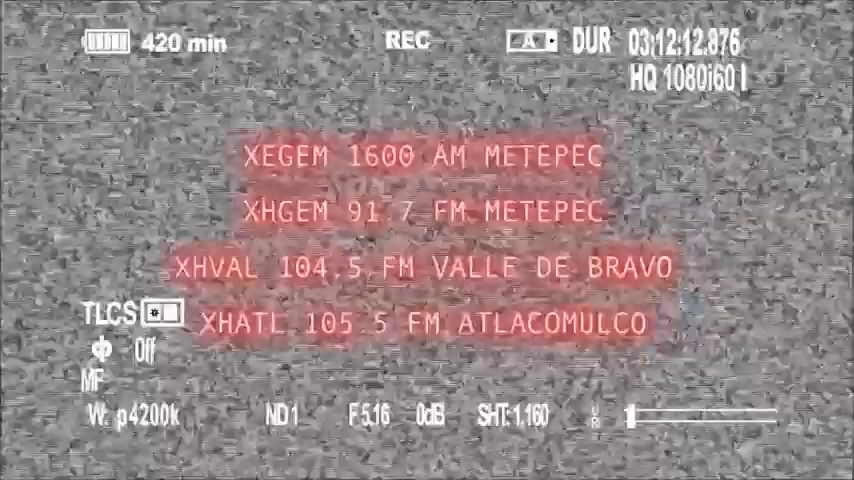 420 min REC A DUR 03:12:12.876
HQ 1080i60
XEGEM 1600 AM METEPEC
XHGEM 91.7 FM METEPEC
XHVAL 104.5 FM VALLE DE BRAVO
XHATL 105.5 FM ATLACOMULCO
TLCS
Off
MF
W: p4200k ND1 F5.16 0dB SHT:1.160